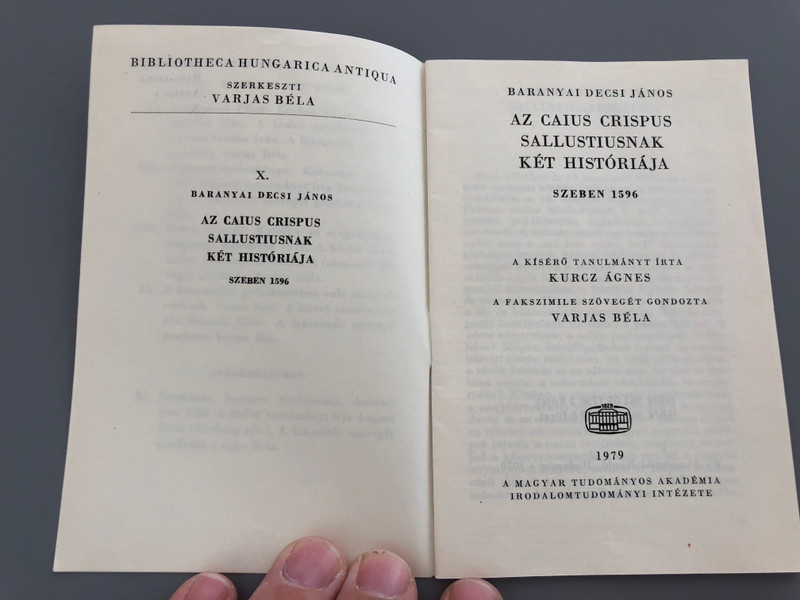 BIBLIOTHECA HUNGARICA ANTIQUA
SZERKESZTI
VARJAS BÉLA
X.
BARANYAI DECSI JÁNOS
AZ CAIUS CRISPUS
SALLUSTIUSNAK
KÉT HISTÓRIÁJA
SZEBEN 1596
BARANYAI DECSI JÁNOS
AZ CAIUS CRISPUS
SALLUSTIUSNAK
KÉT HISTÓRIÁJA
SZEBEN 1596
A KÍSÉRŐ TANULMÁNYT ÍRTA
KURCZ ÁGNES
A FAKSZIMILE SZÖVEGÉT GONDOZTA
VARJAS BÉLA
1828
1979
A MAGYAR TUDOMÁNYOS AKADÉMIA
IRODALOMTUDOMÁNYI INTÉZETE